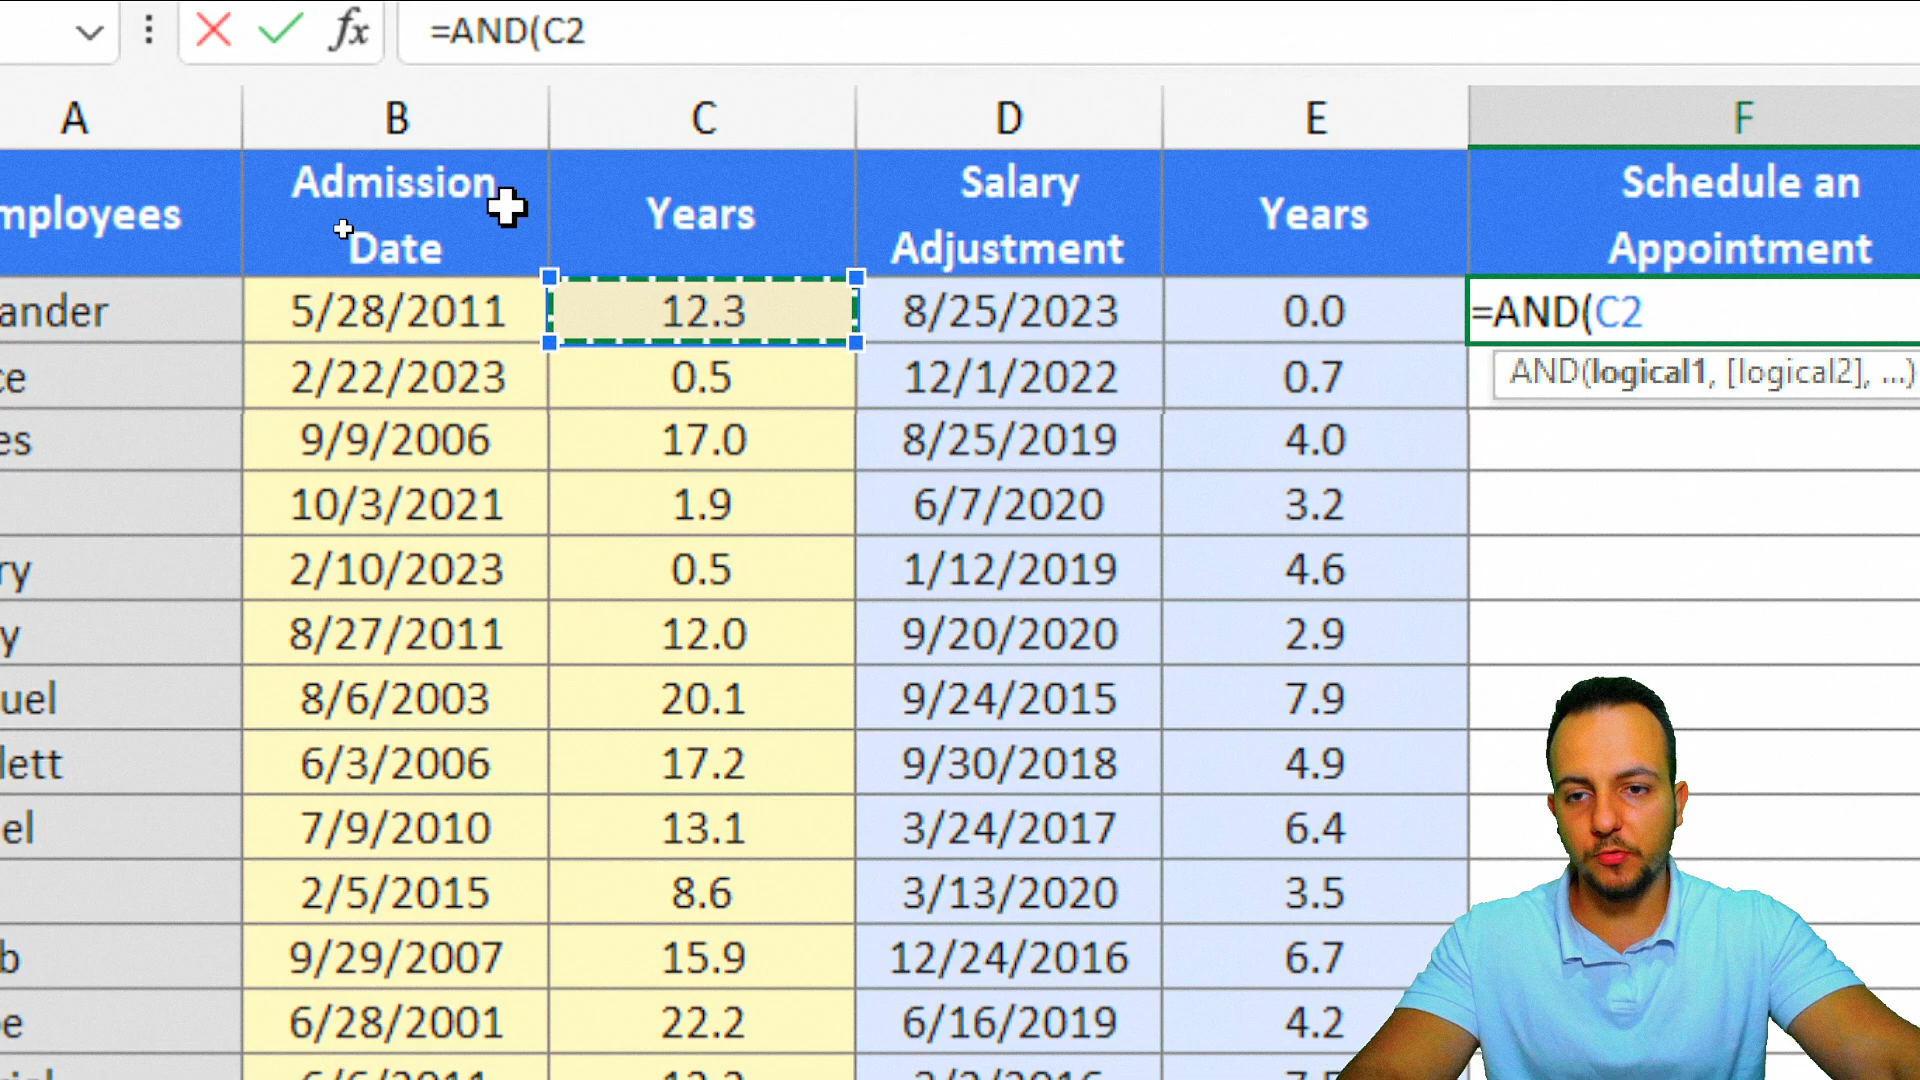 =AND(C2
A B C D E F
mployees Admission Date Years Salary Adjustment Years Schedule an Appointment
ander 5/28/2011 12.3 8/25/2023 0.0 =AND(C2
ce 2/22/2023 0.5 12/1/2022 0.7 AND(logical1, [logical2], ...)
es 9/9/2006 17.0 8/25/2019 4.0
10/3/2021 1.9 6/7/2020 3.2
ry 2/10/2023 0.5 1/12/2019 4.6
y 8/27/2011 12.0 9/20/2020 2.9
uel 8/6/2003 20.1 9/24/2015 7.9
lett 6/3/2006 17.2 9/30/2018 4.9
el 7/9/2010 13.1 3/24/2017 6.4
2/5/2015 8.6 3/13/2020 3.5
b 9/29/2007 15.9 12/24/2016 6.7
e 6/28/2001 22.2 6/16/2019 4.2